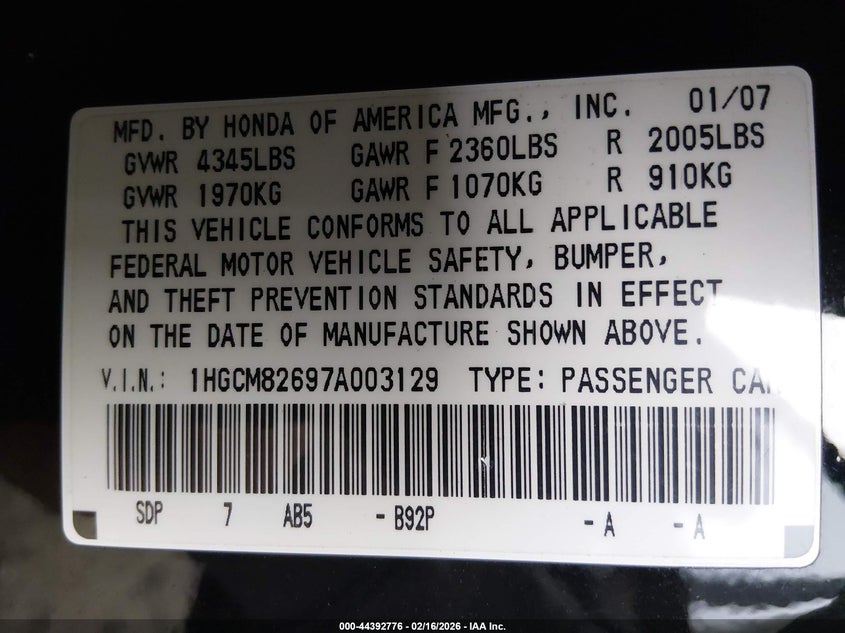 MFD. BY HONDA OF AMERICA MFG., INC. 01/07
GVWR 4345LBS GAWR F 2360LBS R 2005LBS
GVWR 1970KG GAWR F 1070KG R 910KG
THIS VEHICLE CONFORMS TO ALL APPLICABLE
FEDERAL MOTOR VEHICLE SAFETY, BUMPER,
AND THEFT PREVENTION STANDARDS IN EFFECT
ON THE DATE OF MANUFACTURE SHOWN ABOVE.
V.I.N.: 1HGCM82697A003129 TYPE: PASSENGER CAR
SDP 7 AB5 - B92P - A - A
000-44392776 - 02/16/2026 - IAA Inc.